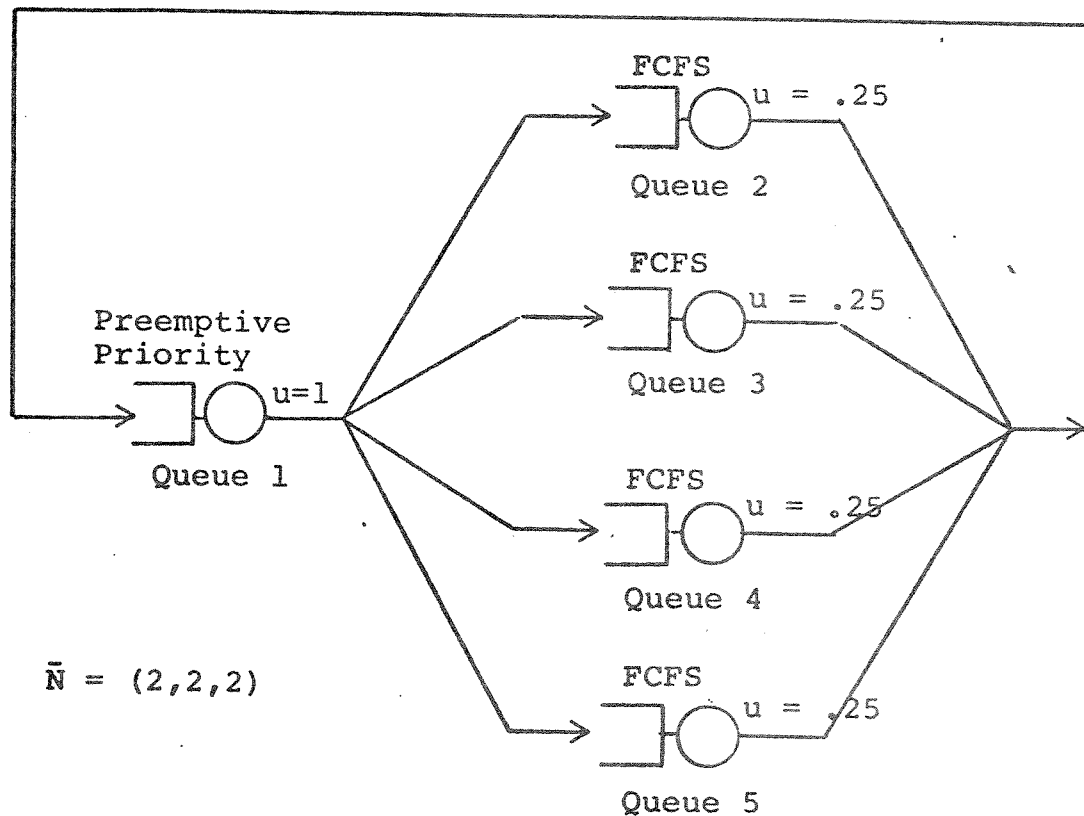 FCFS
u = .25
Queue 2
FCFS
u = .25
Queue 3
Preemptive
Priority
u=1
Queue 1
FCFS
u = .25
Queue 4
N̄ = (2,2,2)
FCFS
u = .25
Queue 5